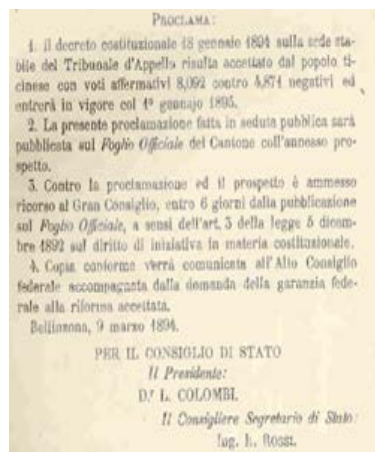 PROCLAMA:
1. il decreto costituzionale 18 gennaio 1894 sulla sede sta-
bile del Tribunale d'Appello risulta accettato dal popolo ti-
cinese con voti affermativi 8,092 contro 4,871 negativi ed
entrerà in vigore col 1º gennajo 1895.
2. La presente proclamazione fatta in seduta pubblica sarà
pubblicata sul Foglio Officiale del Cantone coll'annesso pro-
spetto.
3. Contro la proclamazione ed il prospetto è ammesso
ricorso al Gran Consiglio, entro 6 giorni dalla pubblicazione
sul Foglio Officiale, a sensi dell'art. 3 della legge 5 dicem-
bre 1892 sul diritto di iniziativa in materia costituzionale.
4. Copia conforme verrà comunicata all'Alto Consiglio
federale accompagnata dalla domanda della garanzia fede-
rale alla riforma accettata.
Bellinzona, 9 marzo 1894.
PER IL CONSIGLIO DI STATO
Il Presidente:
D.r L. COLOMBI.
Il Consigliere Segretario di Stato:
Ing. R. ROSSI.